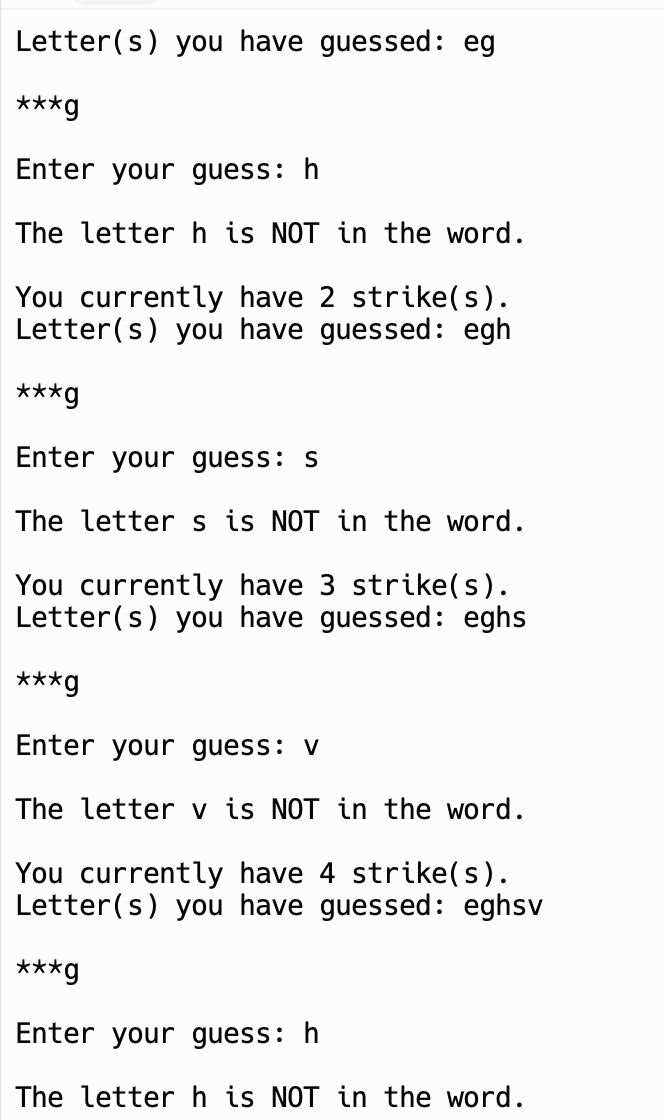 Letter(s) you have guessed: eg
***g
Enter your guess: h
The letter h is NOT in the word.
You currently have 2 strike(s).
Letter(s) you have guessed: egh
***g
Enter your guess: s
The letter s is NOT in the word.
You currently have 3 strike(s).
Letter(s) you have guessed: eghs
***g
Enter your guess: v
The letter v is NOT in the word.
You currently have 4 strike(s).
Letter(s) you have guessed: eghsv
***g
Enter your guess: h
The letter h is NOT in the word.